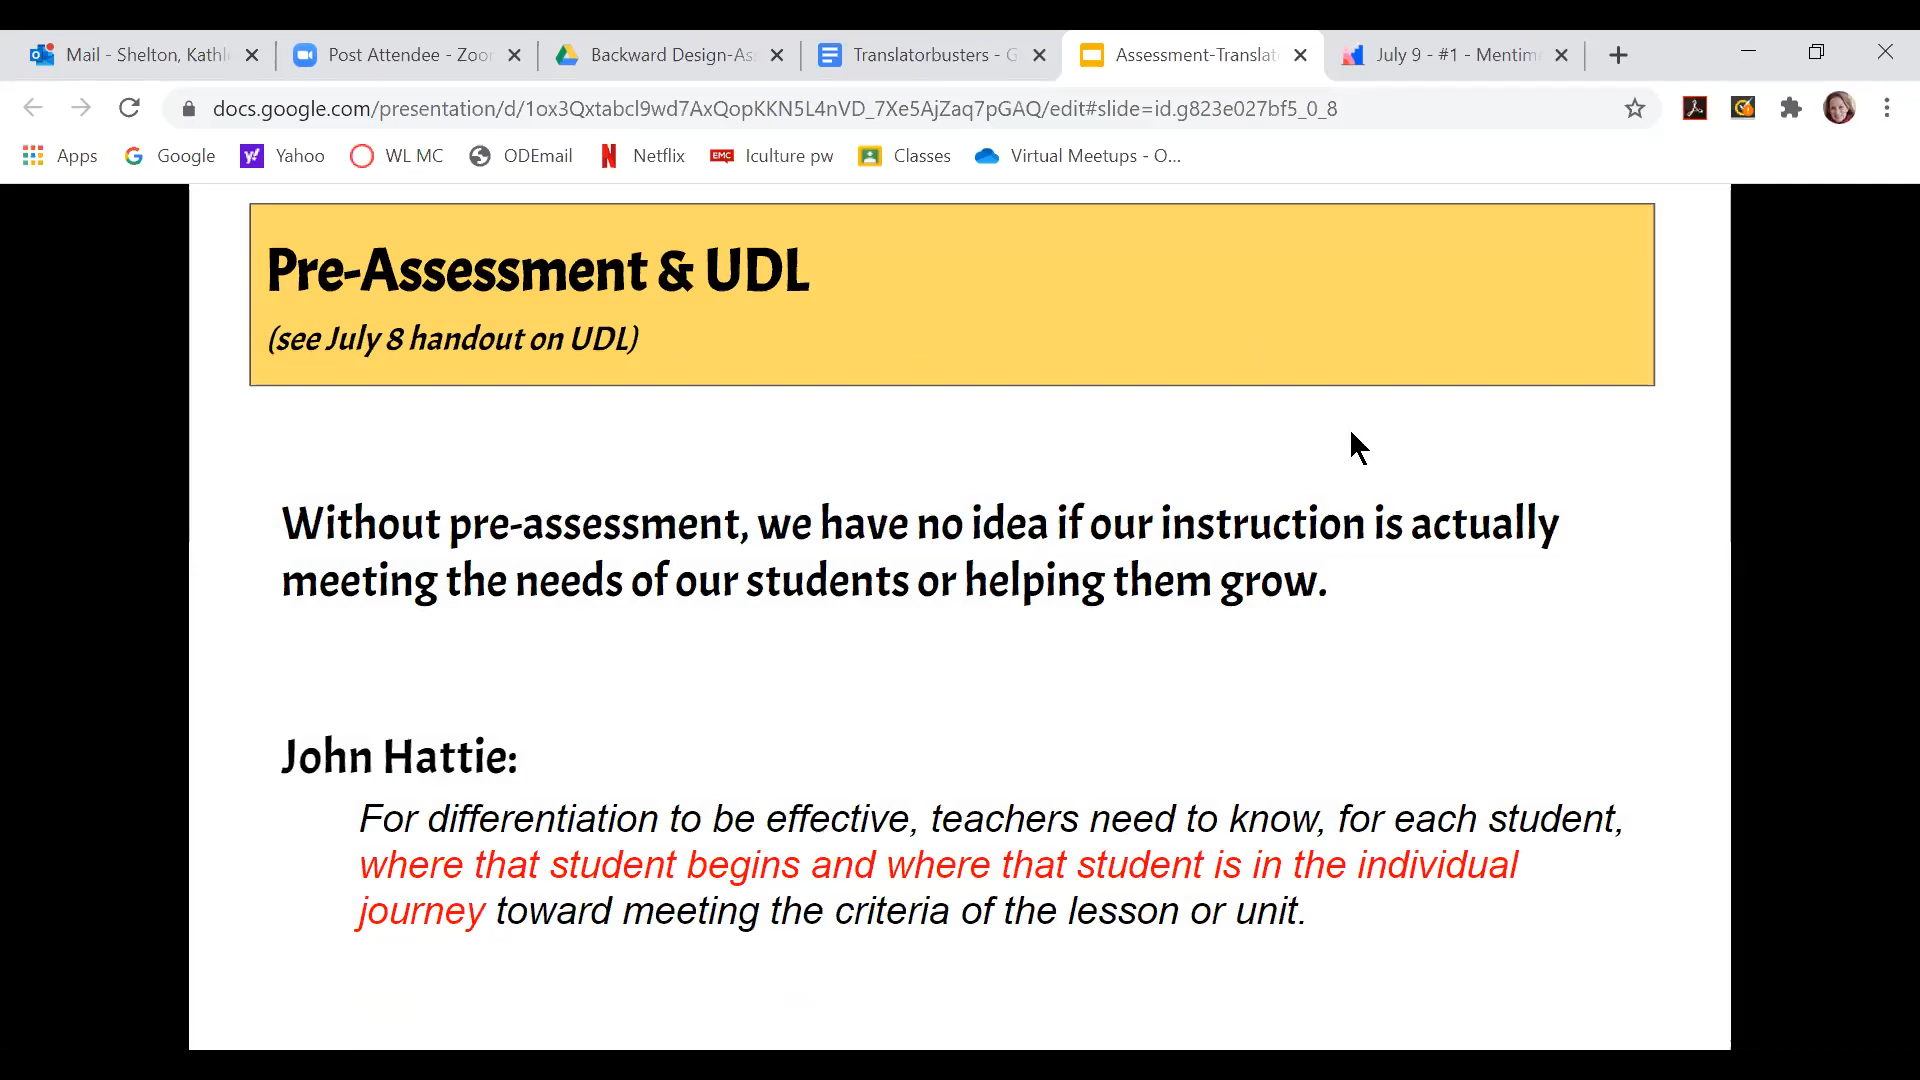 Mail - Shelton, Kathl
Post Attendee - Zoo
Backward Design-As
Translatorbusters - G
Assessment-Translat
July 9 - #1 - Mentim
docs.google.com/presentation/d/1ox3Qxtabcl9wd7AxQopKKN5L4nVD_7Xe5AjZaq7pGAQ/edit#slide=id.g823e027bf5_0_8
Apps
Google
Yahoo
WL MC
ODEmail
Netflix
EMC
Iculture pw
Classes
Virtual Meetups - O...
Pre-Assessment & UDL
(see July 8 handout on UDL)
Without pre-assessment, we have no idea if our instruction is actually
meeting the needs of our students or helping them grow.
John Hattie:
For differentiation to be effective, teachers need to know, for each student,
where that student begins and where that student is in the individual
journey toward meeting the criteria of the lesson or unit.